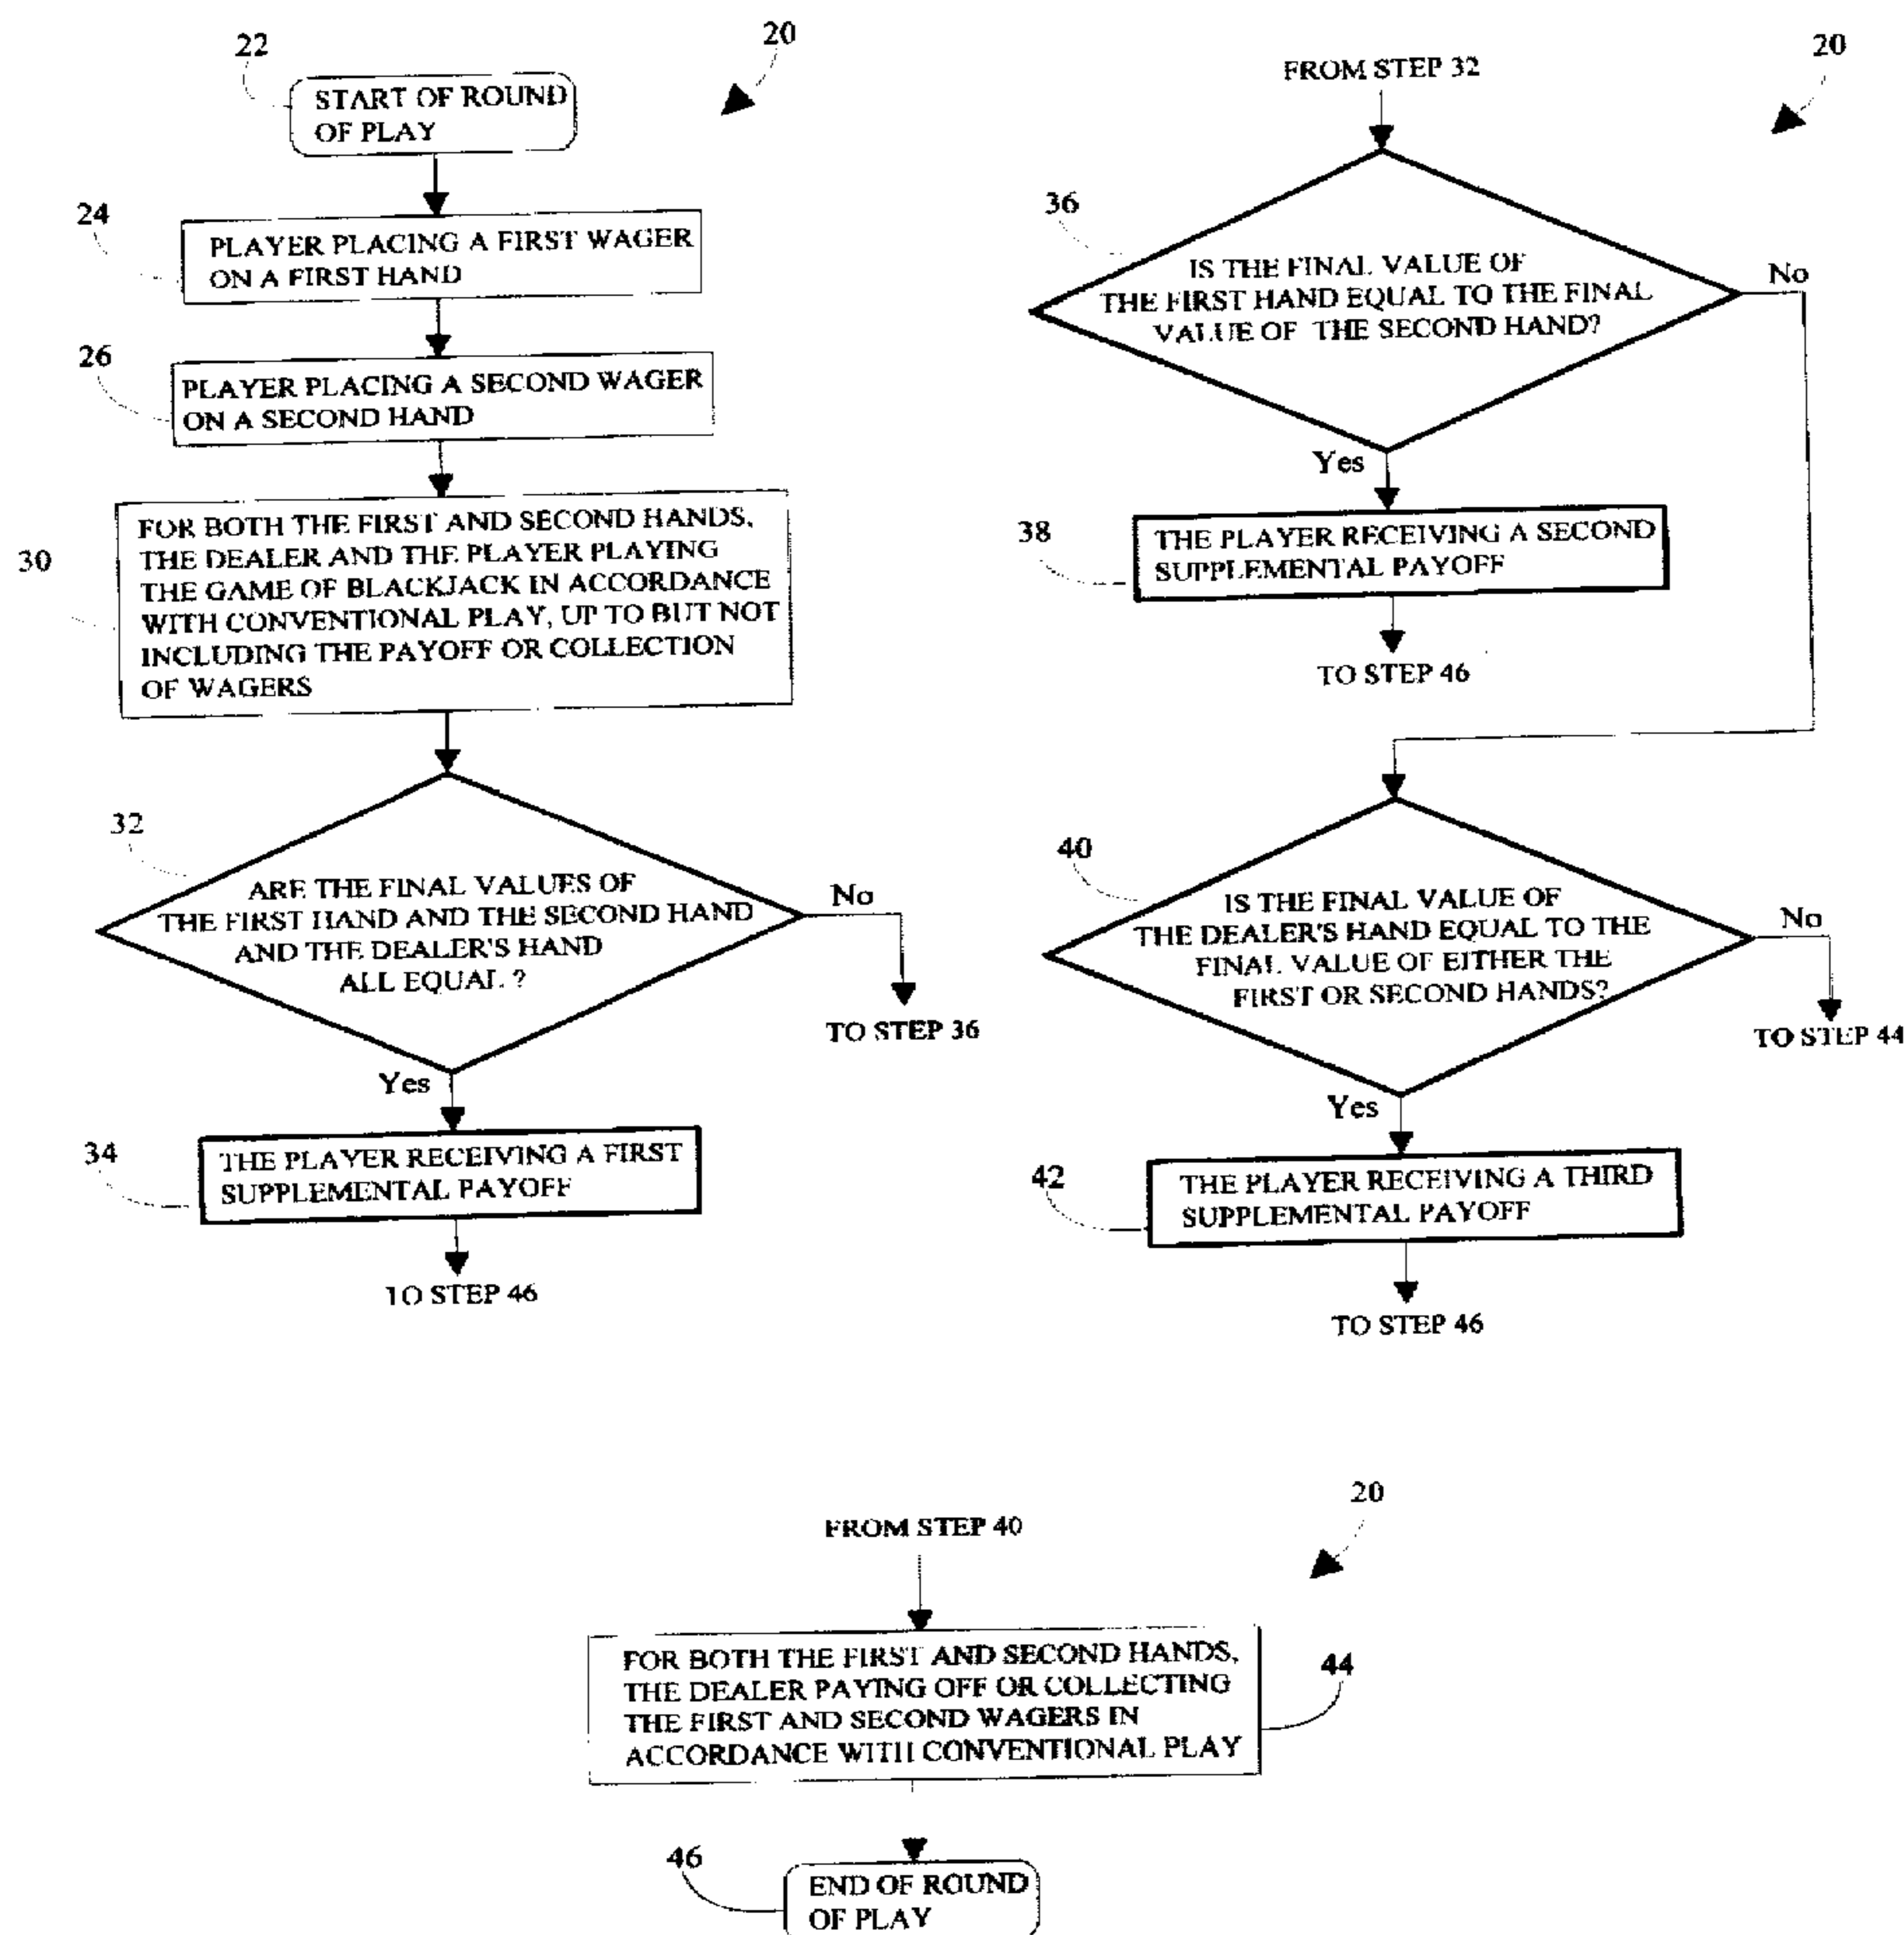 22
20
START OF ROUND
OF PLAY
24
PLAYER PLACING A FIRST WAGER
ON A FIRST HAND
26
PLAYER PLACING A SECOND WAGER
ON A SECOND HAND
30
FOR BOTH THE FIRST AND SECOND HANDS,
THE DEALER AND THE PLAYER PLAYING
THE GAME OF BLACKJACK IN ACCORDANCE
WITH CONVENTIONAL PLAY, UP TO BUT NOT
INCLUDING THE PAYOFF OR COLLECTION
OF WAGERS
32
ARE THE FINAL VALUES OF
THE FIRST HAND AND THE SECOND HAND
AND THE DEALER'S HAND
ALL EQUAL ?
No
TO STEP 36
Yes
34
THE PLAYER RECEIVING A FIRST
SUPPLEMENTAL PAYOFF
TO STEP 46
20
FROM STEP 32
36
IS THE FINAL VALUE OF
THE FIRST HAND EQUAL TO THE FINAL
VALUE OF THE SECOND HAND?
No
Yes
38
THE PLAYER RECEIVING A SECOND
SUPPLEMENTAL PAYOFF
TO STEP 46
40
IS THE FINAL VALUE OF
THE DEALER'S HAND EQUAL TO THE
FINAL VALUE OF EITHER THE
FIRST OR SECOND HANDS?
No
TO STEP 44
Yes
42
THE PLAYER RECEIVING A THIRD
SUPPLEMENTAL PAYOFF
TO STEP 46
20
FROM STEP 40
FOR BOTH THE FIRST AND SECOND HANDS,
THE DEALER PAYING OFF OR COLLECTING
THE FIRST AND SECOND WAGERS IN
ACCORDANCE WITH CONVENTIONAL PLAY
44
46
END OF ROUND
OF PLAY